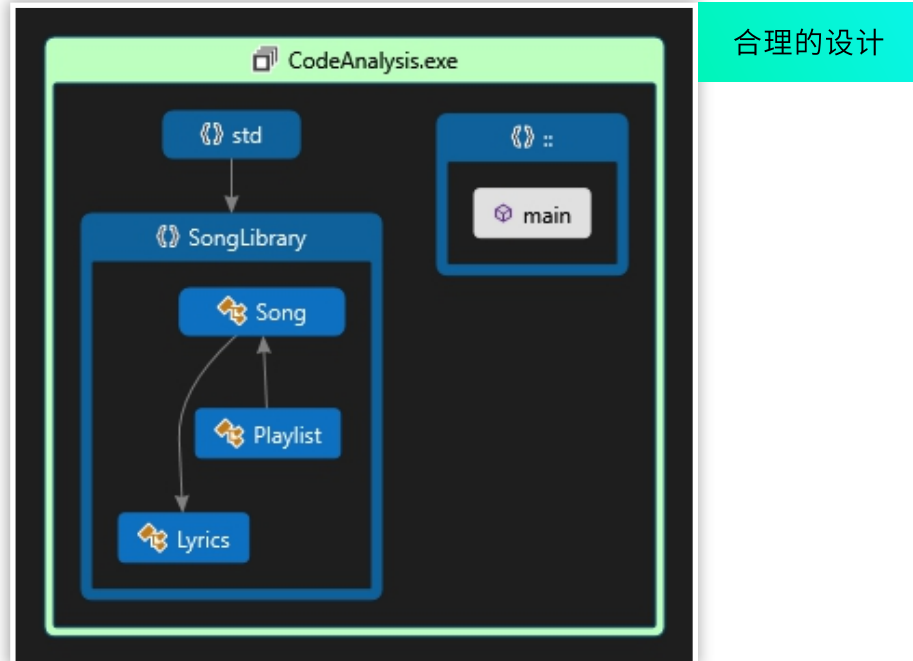 CodeAnalysis.exe
合理的设计
std
::
main
SongLibrary
Song
Playlist
Lyrics